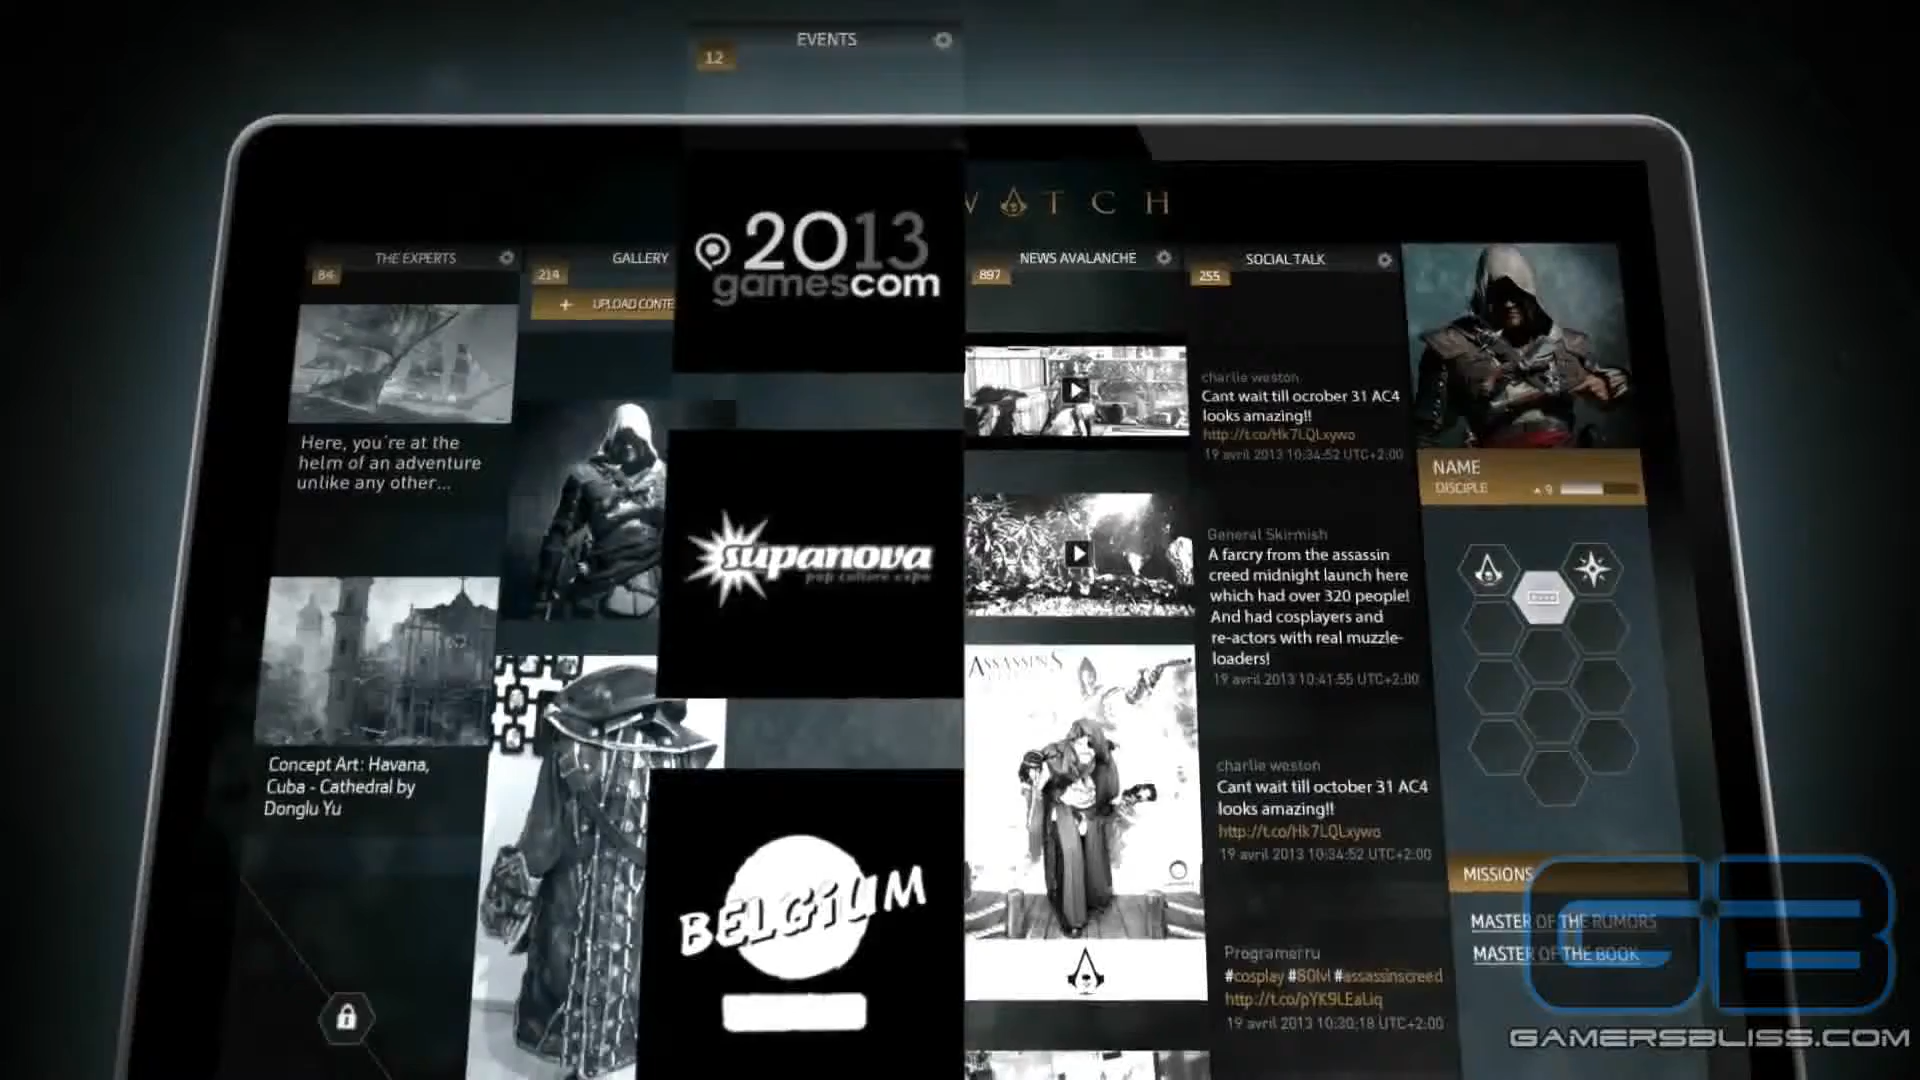 EVENTS
12
WATCH
THE EXPERTS
84
GALLERY
214
+ UPLOAD CONTE
2013
gamescom
NEWS AVALANCHE
897
SOCIAL TALK
255
Here, you're at the
helm of an adventure
unlike any other...
Concept Art: Havana,
Cuba - Cathedral by
Donglu Yu
supanova
pop culture expo
BELGIUM
ASSASSIN'S
charlie weston
Cant wait till ocrober 31 AC4
looks amazing!!
http://t.co/Hk7LQLxywo
19 avril 2013 10:34:52 UTC+2:00
General Skirmish
A farcry from the assassin
creed midnight launch here
which had over 320 people!
And had cosplayers and
re-actors with real muzzle-
loaders!
19 avril 2013 10:41:55 UTC+2:00
charlie weston
Cant wait till october 31 AC4
looks amazing!!
http://t.co/Hk7LQLxywo
19 avril 2013 10:34:52 UTC+2:00
Programerru
#cosplay #80lvl #assassinscreed
http://t.co/pYK9LEaLiq
19 avril 2013 10:30:18 UTC+2:00
NAME
DISCIPLE
9
MISSIONS
MASTER OF THE RUMORS
MASTER OF THE BOOK
GB
GAMERSBLISS.COM